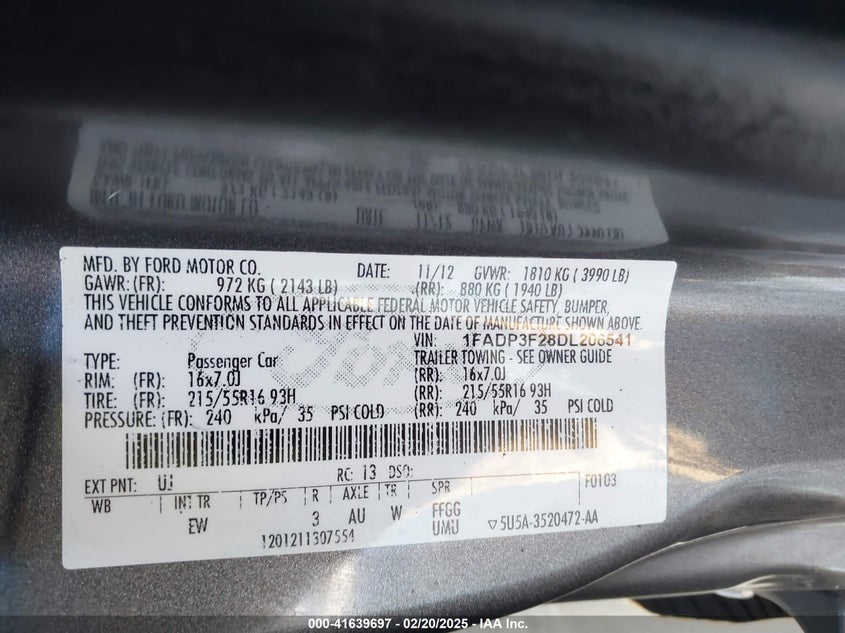 MFD. BY FORD MOTOR CO. DATE: 11/12 GVWR: 1810 KG ( 3990 LB)
GAWR: (FR): 972 KG ( 2143 LB) (RR): 880 KG ( 1940 LB)
THIS VEHICLE CONFORMS TO ALL APPLICABLE FEDERAL MOTOR VEHICLE SAFETY, BUMPER,
AND THEFT PREVENTION STANDARDS IN EFFECT ON THE DATE OF MANUFACTURE SHOWN ABOVE.
VIN: 1FADP3F28DL206541
TYPE: Passenger Car TRAILER TOWING - SEE OWNER GUIDE
RIM: (FR): 16x7.0J (RR): 16x7.0J
TIRE: (FR): 215/55R16 93H (RR): 215/55R16 93H
PRESSURE: (FR): 240 kPa/ 35 PSI COLD (RR): 240 kPa/ 35 PSI COLD
EXT PNT: UJ RC: 13 DSO: F0103
WB INT TR TP/PS R AXLE TR SPR
EW 3 AU W FFGG
UMU
1201211307554 ▽5U5A-3520472-AA
000-41639697 - 02/20/2025 - IAA Inc.